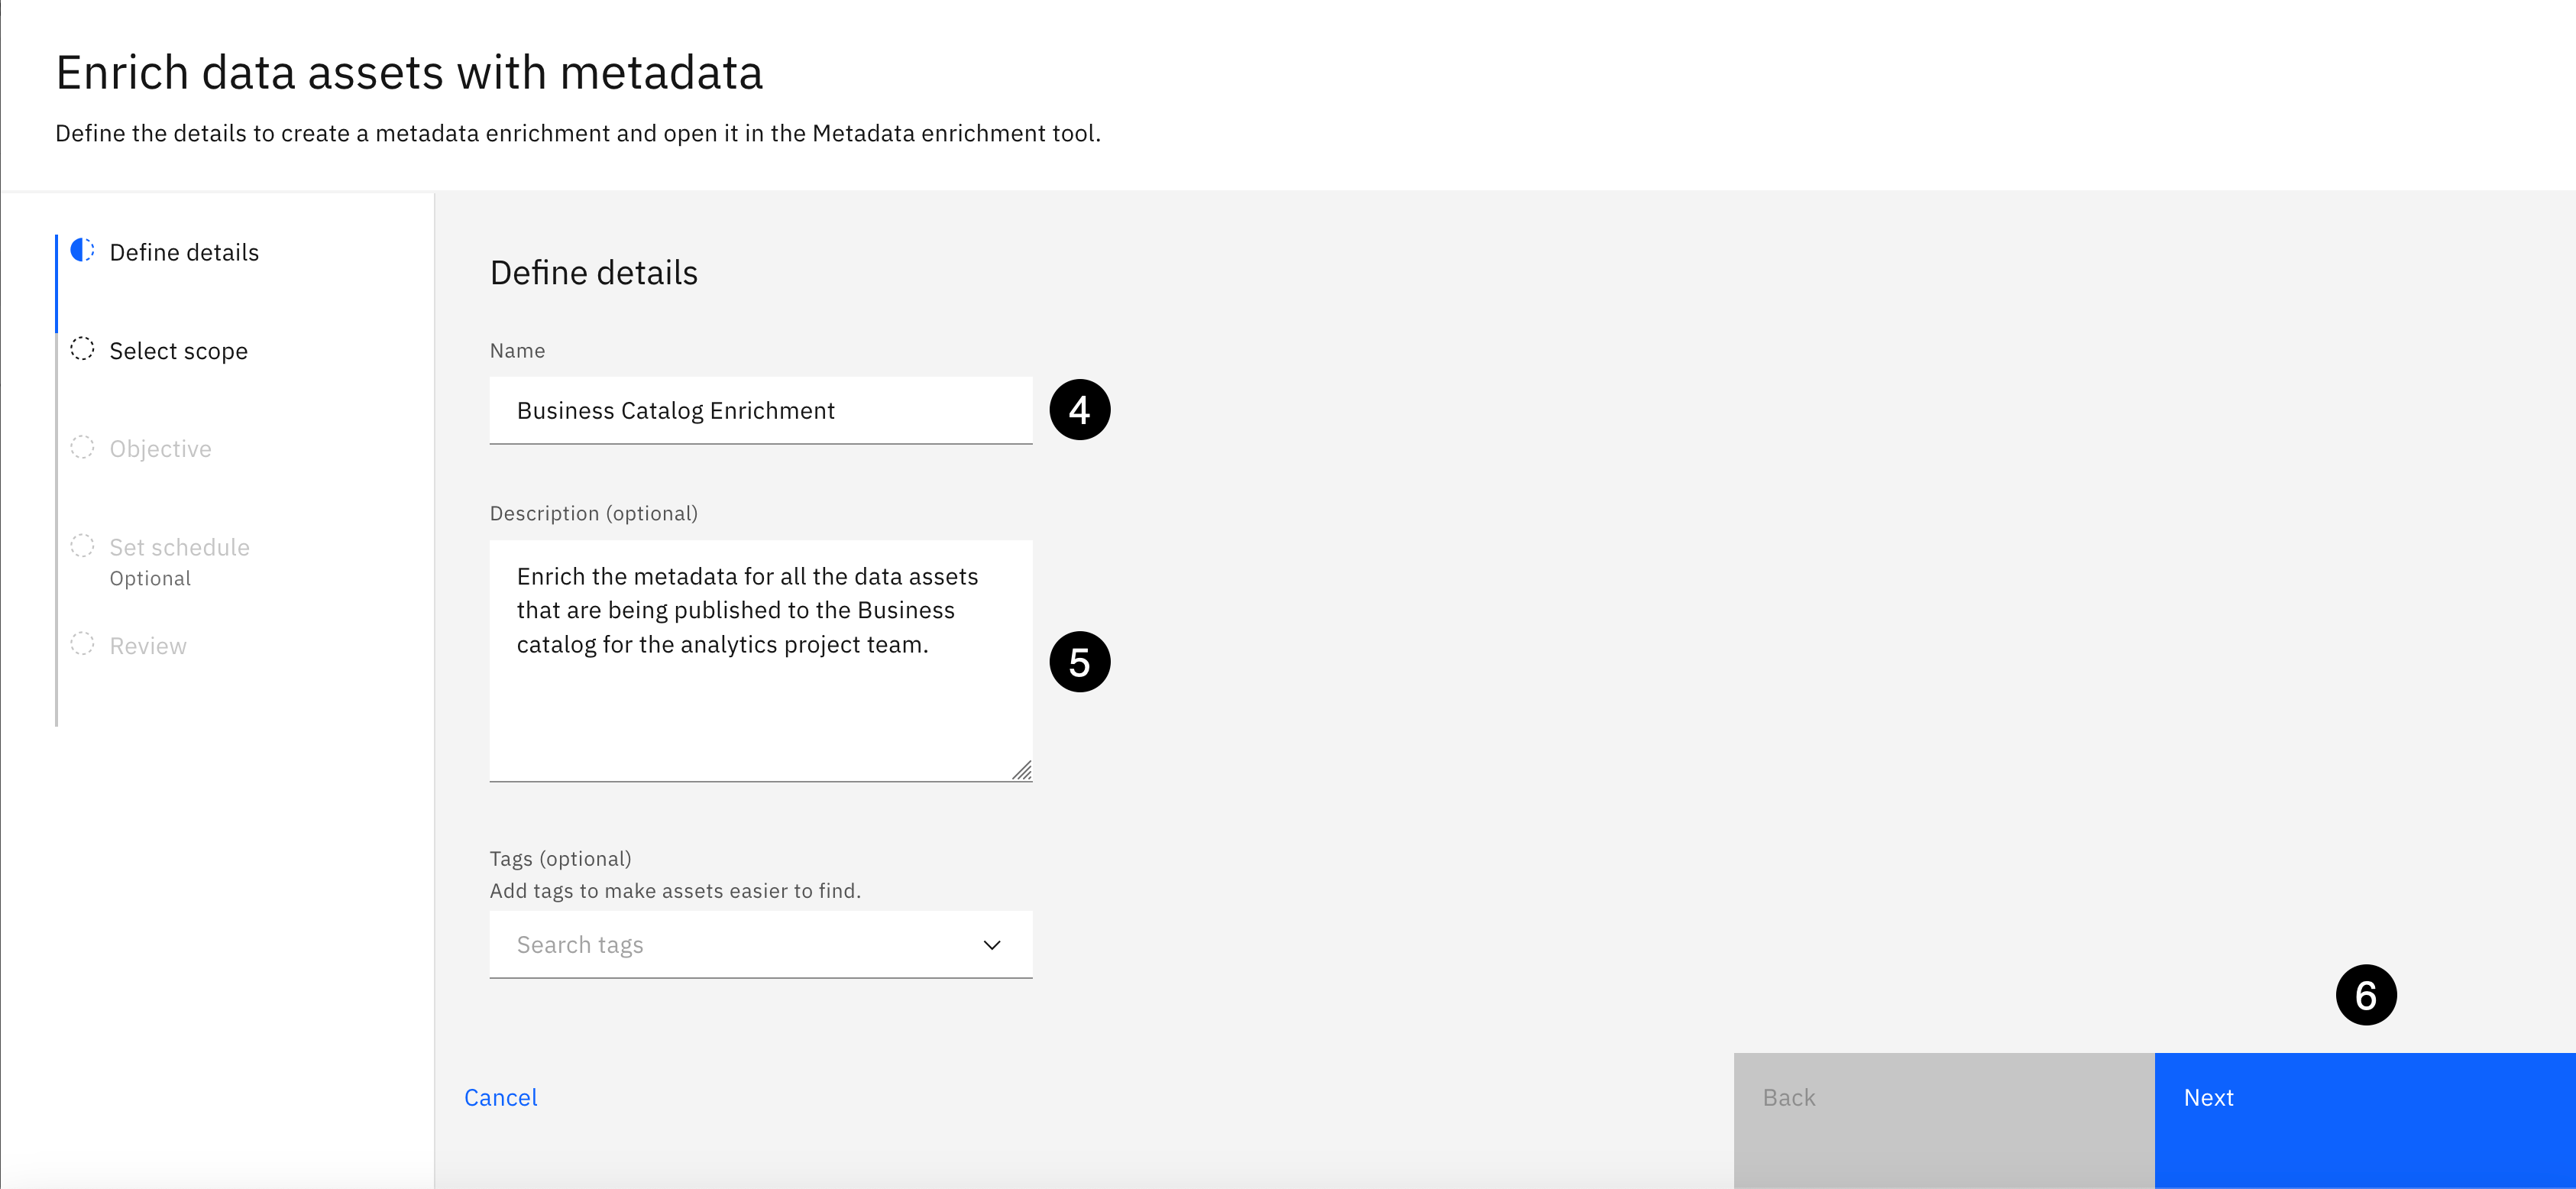 Enrich data assets with metadata
Define the details to create a metadata enrichment and open it in the Metadata enrichment tool.
Define details
Select scope
Objective
Set schedule
Optional
Review
Define details
Name
Business Catalog Enrichment
4
Description (optional)
Enrich the metadata for all the data assets
that are being published to the Business
catalog for the analytics project team.
5
Tags (optional)
Add tags to make assets easier to find.
Search tags
6
Cancel
Back
Next